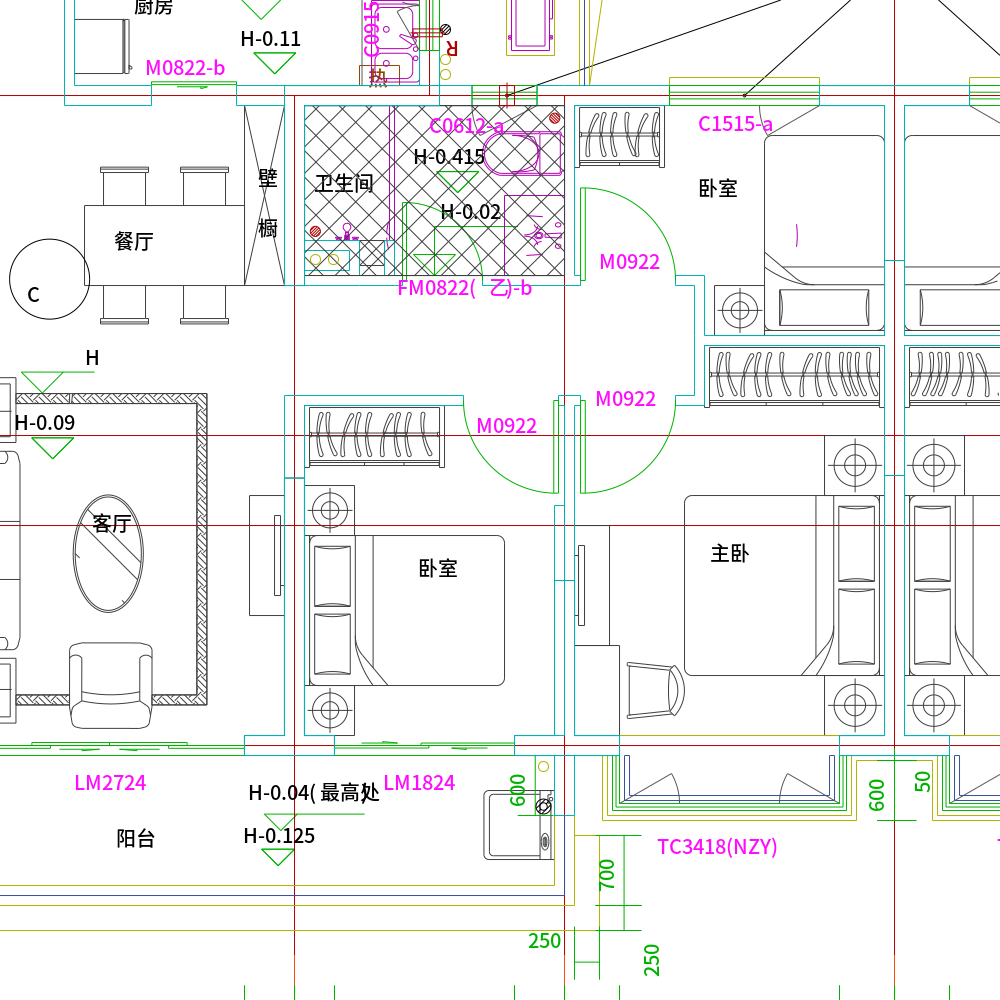 厨房
H-0.11
C0915
R
M0822-b
热
C0612-a
C1515-a
H-0.415
壁
卫生间
卧室
H-0.02
橱
餐厅
M0922
FM0822( 乙)-b
C
H
M0922
H-0.09
M0922
客厅
卧室
主卧
LM2724
H-0.04( 最高处)
LM1824
600
600
50
H-0.125
阳台
TC3418(NZY)
700
250
250